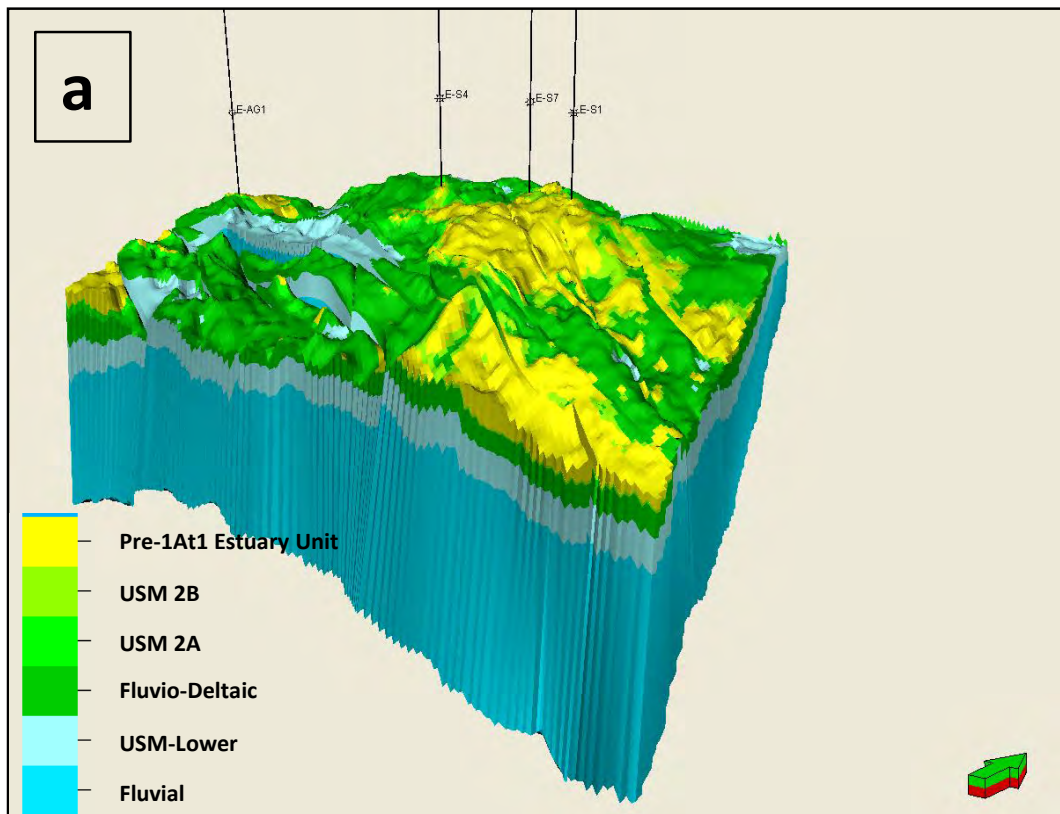 a
E-AG1
E-S4
E-S7
E-S1
Pre-1At1 Estuary Unit
USM 2B
USM 2A
Fluvio-Deltaic
USM-Lower
Fluvial